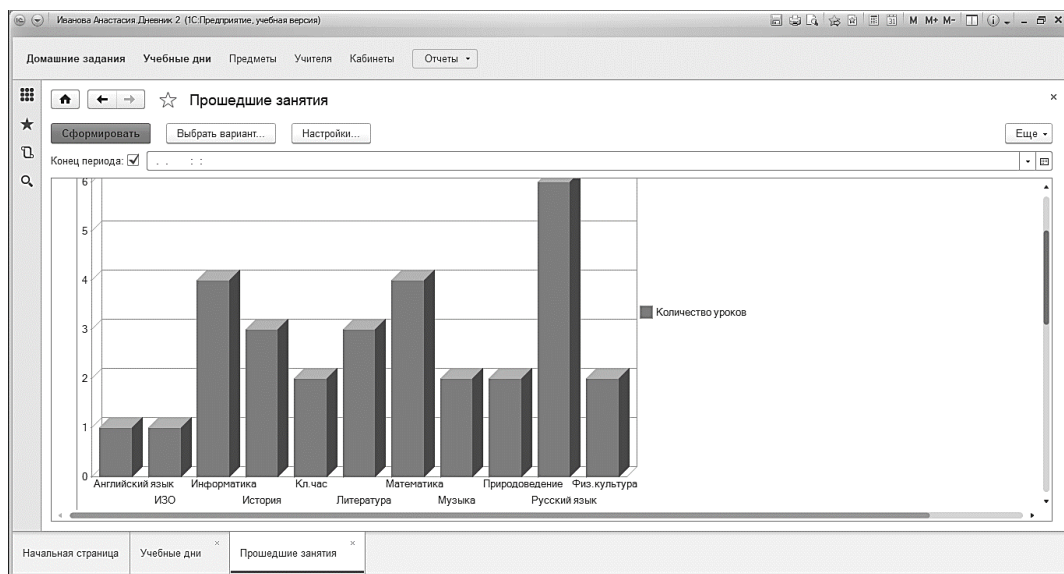 Иванова Анастасия.Дневник 2 (1С:Предприятие, учебная версия)
M M+ M-
Домашние задания Учебные дни Предметы Учителя Кабинеты Отчеты
Прошедшие занятия
Сформировать Выбрать вариант... Настройки... Еще
Конец периода: . . : :
6
5
4
3
2
1
0
Количество уроков
Английский язык Информатика Кл.час Математика Природоведение Физ.культура
ИЗО История Литература Музыка Русский язык
Начальная страница Учебные дни Прошедшие занятия